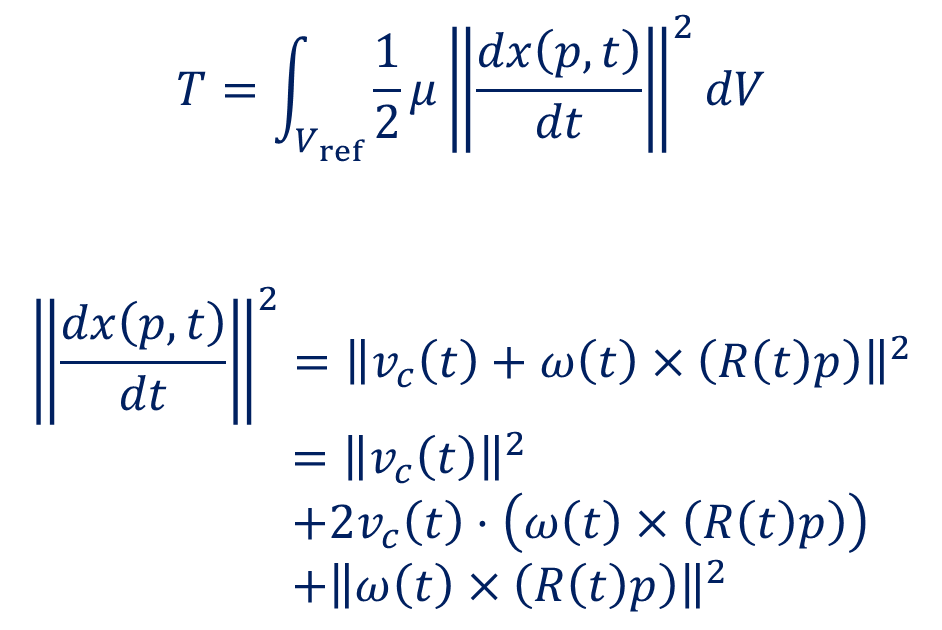 T = ∫_{V_ref} 1/2 μ ‖dx(p, t)/dt‖² dV
‖dx(p, t)/dt‖² = ‖v_c(t) + ω(t) × (R(t)p)‖²
= ‖v_c(t)‖²
+2v_c(t) · (ω(t) × (R(t)p))
+‖ω(t) × (R(t)p)‖²